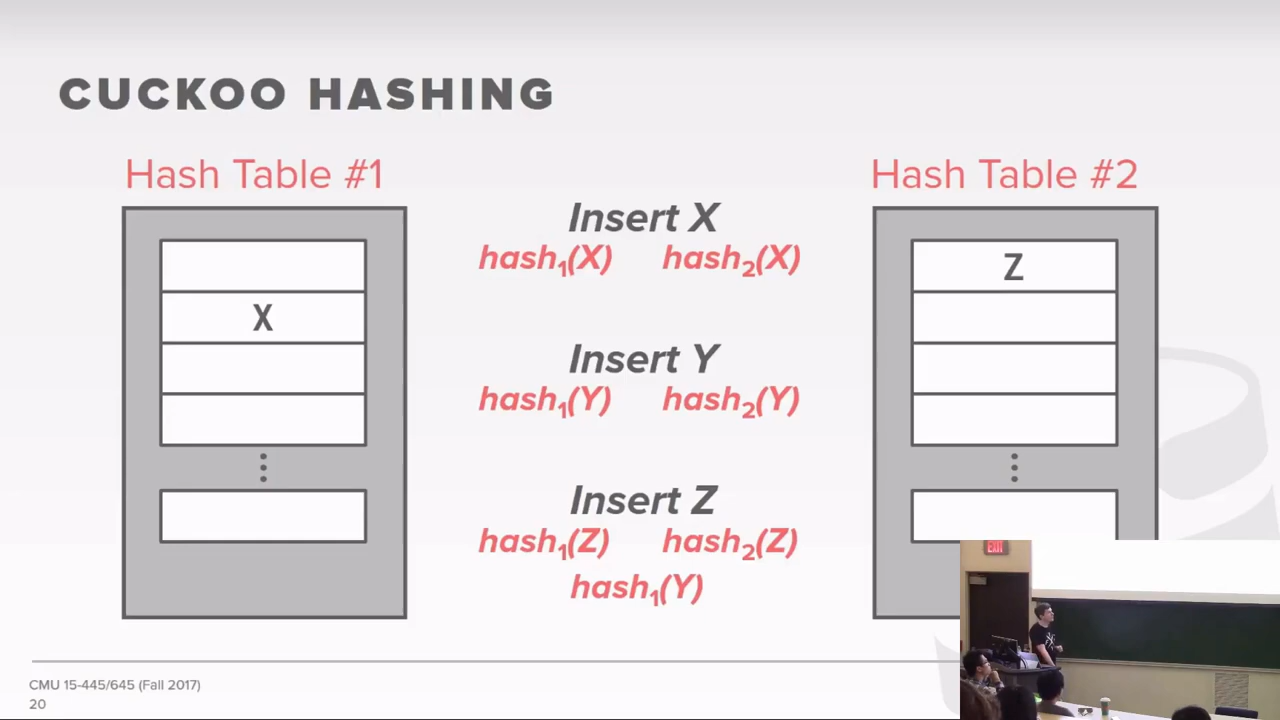 CUCKOO HASHING
Hash Table #1
Hash Table #2
Insert X
hash1(X) hash2(X)
Z
X
Insert Y
hash1(Y) hash2(Y)
Insert Z
hash1(Z) hash2(Z)
hash1(Y)
EXIT
CMU 15-445/645 (Fall 2017)
20